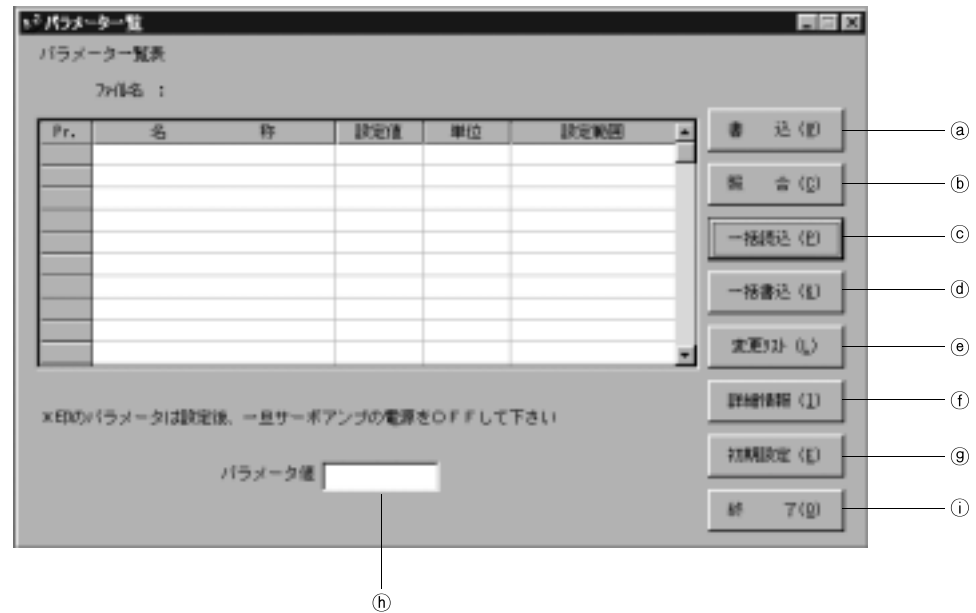 パラメーター覧
パラメーター覧表
ファイル名 :
Pr. 名 称 設定値 単位 設定範囲
書 込(W) ⓐ
照 合(C) ⓑ
一括読込(P) ⓒ
一括書込 ⓓ
変更リスト(L) ⓔ
詳細情報(I) ⓕ
初期設定 ⓖ
終 了(O) ⓘ
※印のパラメータは設定後、一旦サーボアンプの電源をOFFして下さい
パラメータ値
ⓗ